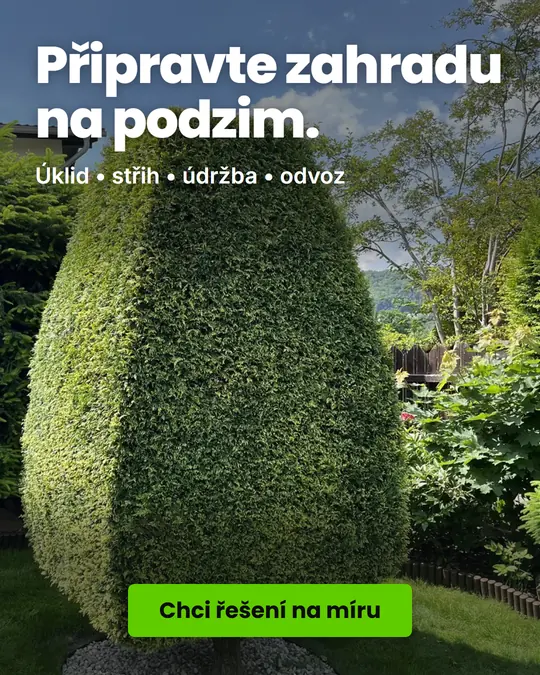 Připravte zahradu
na podzim.
Úklid • střih • údržba • odvoz
Chci řešení na míru